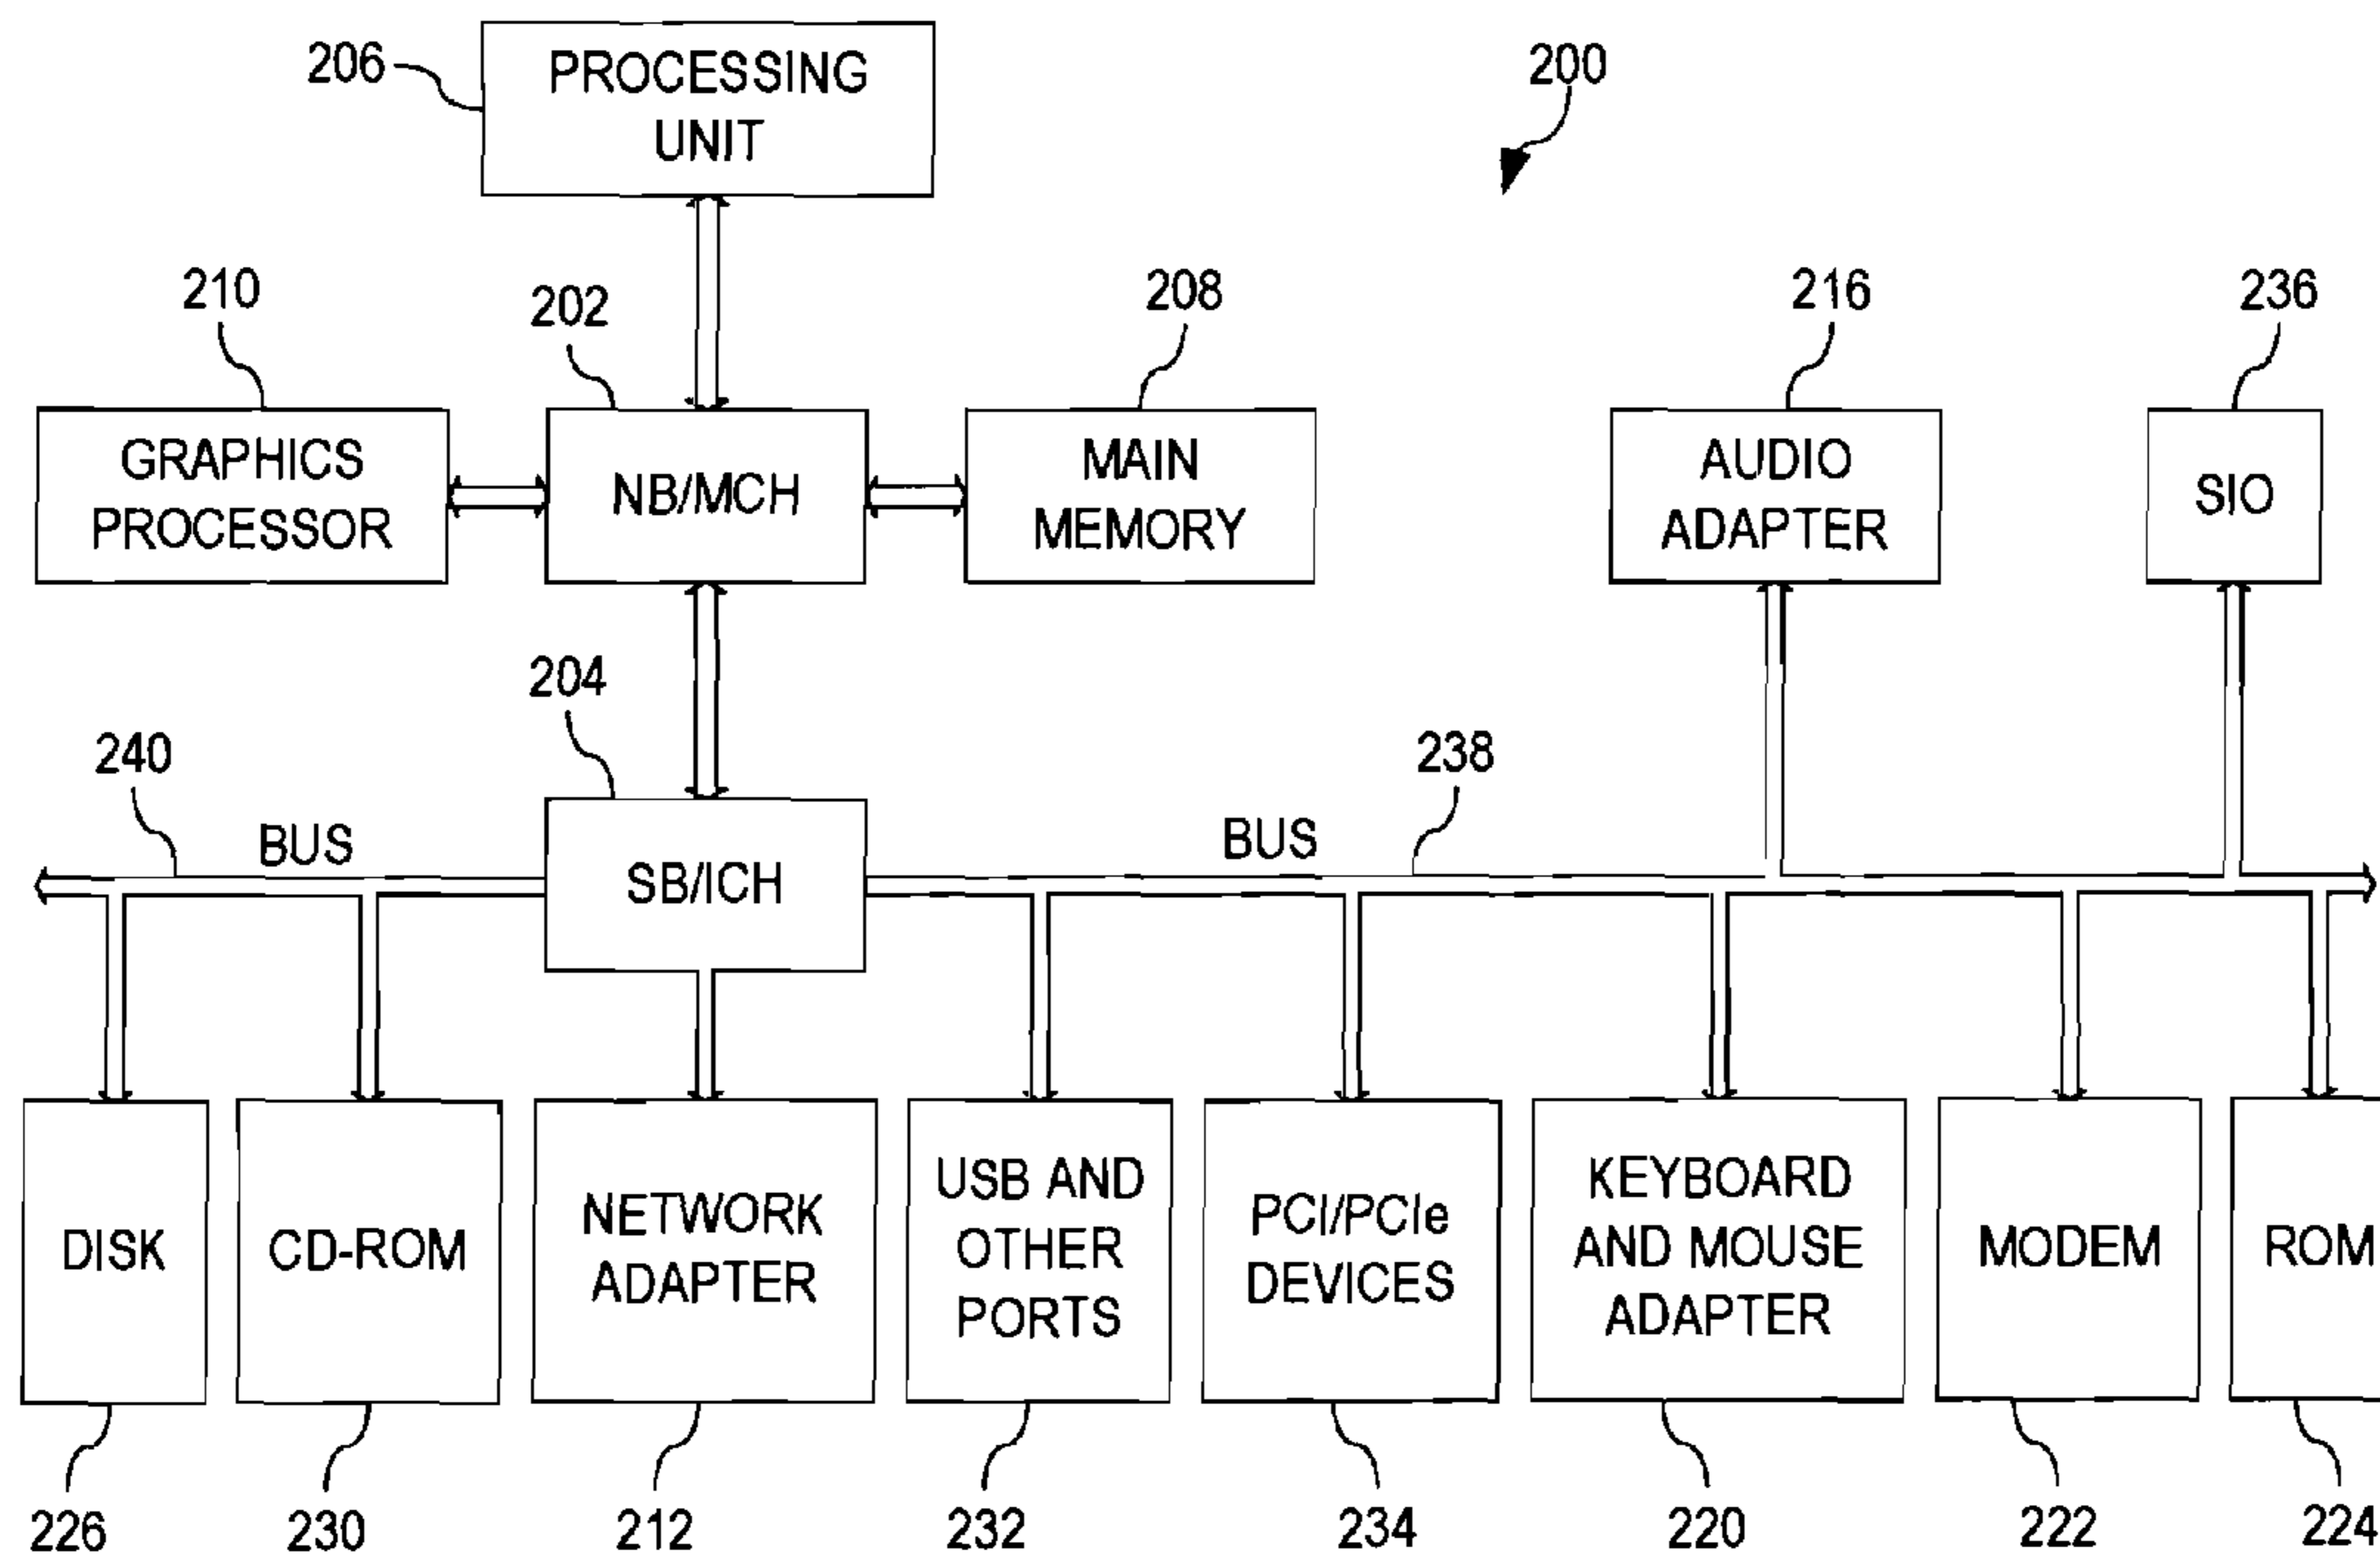 206
PROCESSING
UNIT
200
210
202
208
216
236
GRAPHICS
PROCESSOR
NB/MCH
MAIN
MEMORY
AUDIO
ADAPTER
SIO
204
240
BUS
SB/ICH
BUS
238
DISK
CD-ROM
NETWORK
ADAPTER
USB AND
OTHER
PORTS
PCI/PCIe
DEVICES
KEYBOARD
AND MOUSE
ADAPTER
MODEM
ROM
226
230
212
232
234
220
222
224